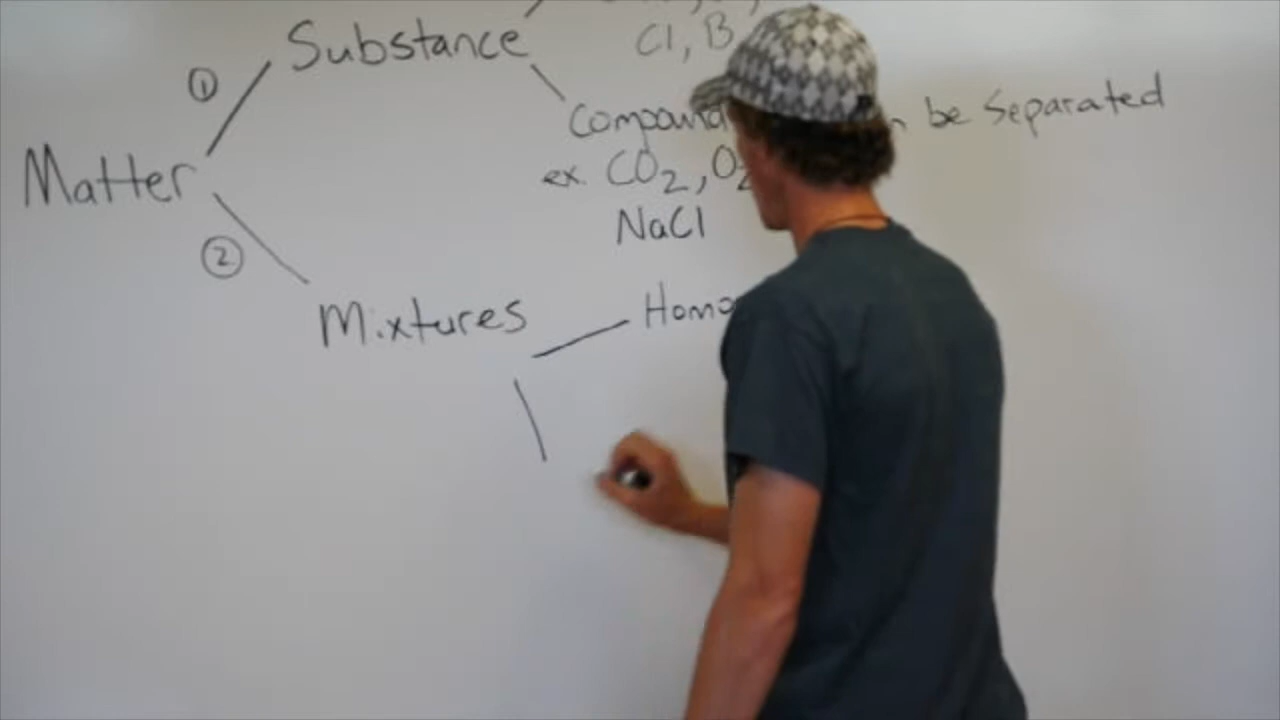 Substance
Cl, B
①
Compound
be Separated
Matter
ex. CO₂, O₂
NaCl
②
Mixtures
Homo